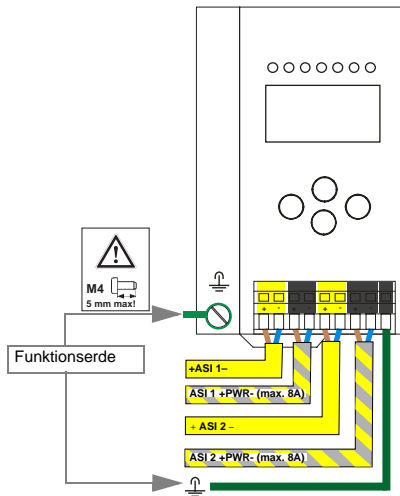 M4
5 mm max!
Funktionserde
+ - + - + - + -
+ASI 1–
ASI 1 +PWR- (max. 8A)
+ ASI 2 –
ASI 2 +PWR- (max. 8A)